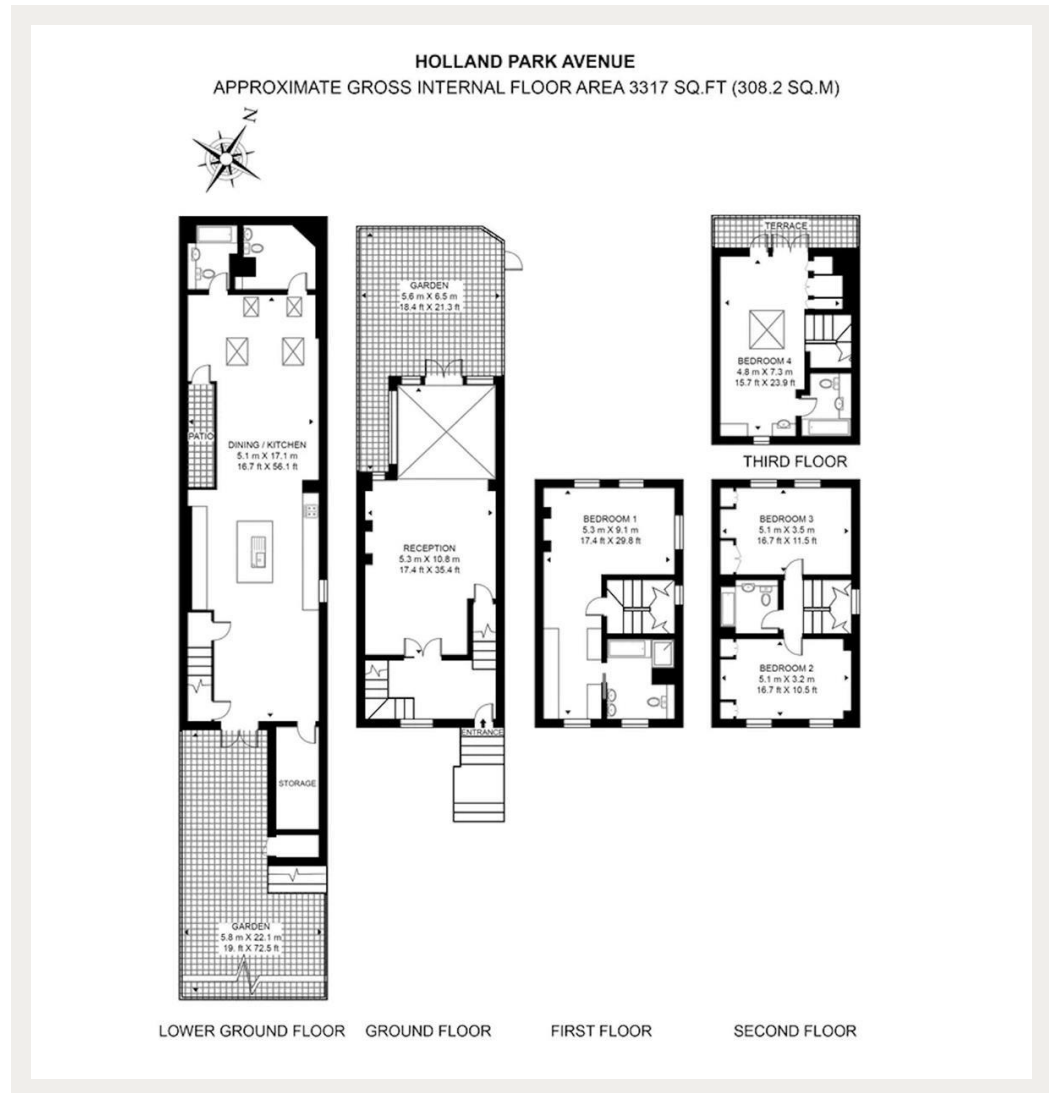 HOLLAND PARK AVENUE
APPROXIMATE GROSS INTERNAL FLOOR AREA 3317 SQ.FT (308.2 SQ.M)
N
PATIO
DINING / KITCHEN
5.1 m X 17.1 m
16.7 ft X 56.1 ft
STORAGE
GARDEN
5.8 m X 22.1 m
19. ft X 72.5 ft
LOWER GROUND FLOOR
GARDEN
5.6 m X 6.5 m
18.4 ft X 21.3 ft
RECEPTION
5.3 m X 10.8 m
17.4 ft X 35.4 ft
ENTRANCE
GROUND FLOOR
BEDROOM 1
5.3 m X 9.1 m
17.4 ft X 29.8 ft
FIRST FLOOR
TERRACE
BEDROOM 4
4.8 m X 7.3 m
15.7 ft X 23.9 ft
THIRD FLOOR
BEDROOM 3
5.1 m X 3.5 m
16.7 ft X 11.5 ft
BEDROOM 2
5.1 m X 3.2 m
16.7 ft X 10.5 ft
SECOND FLOOR